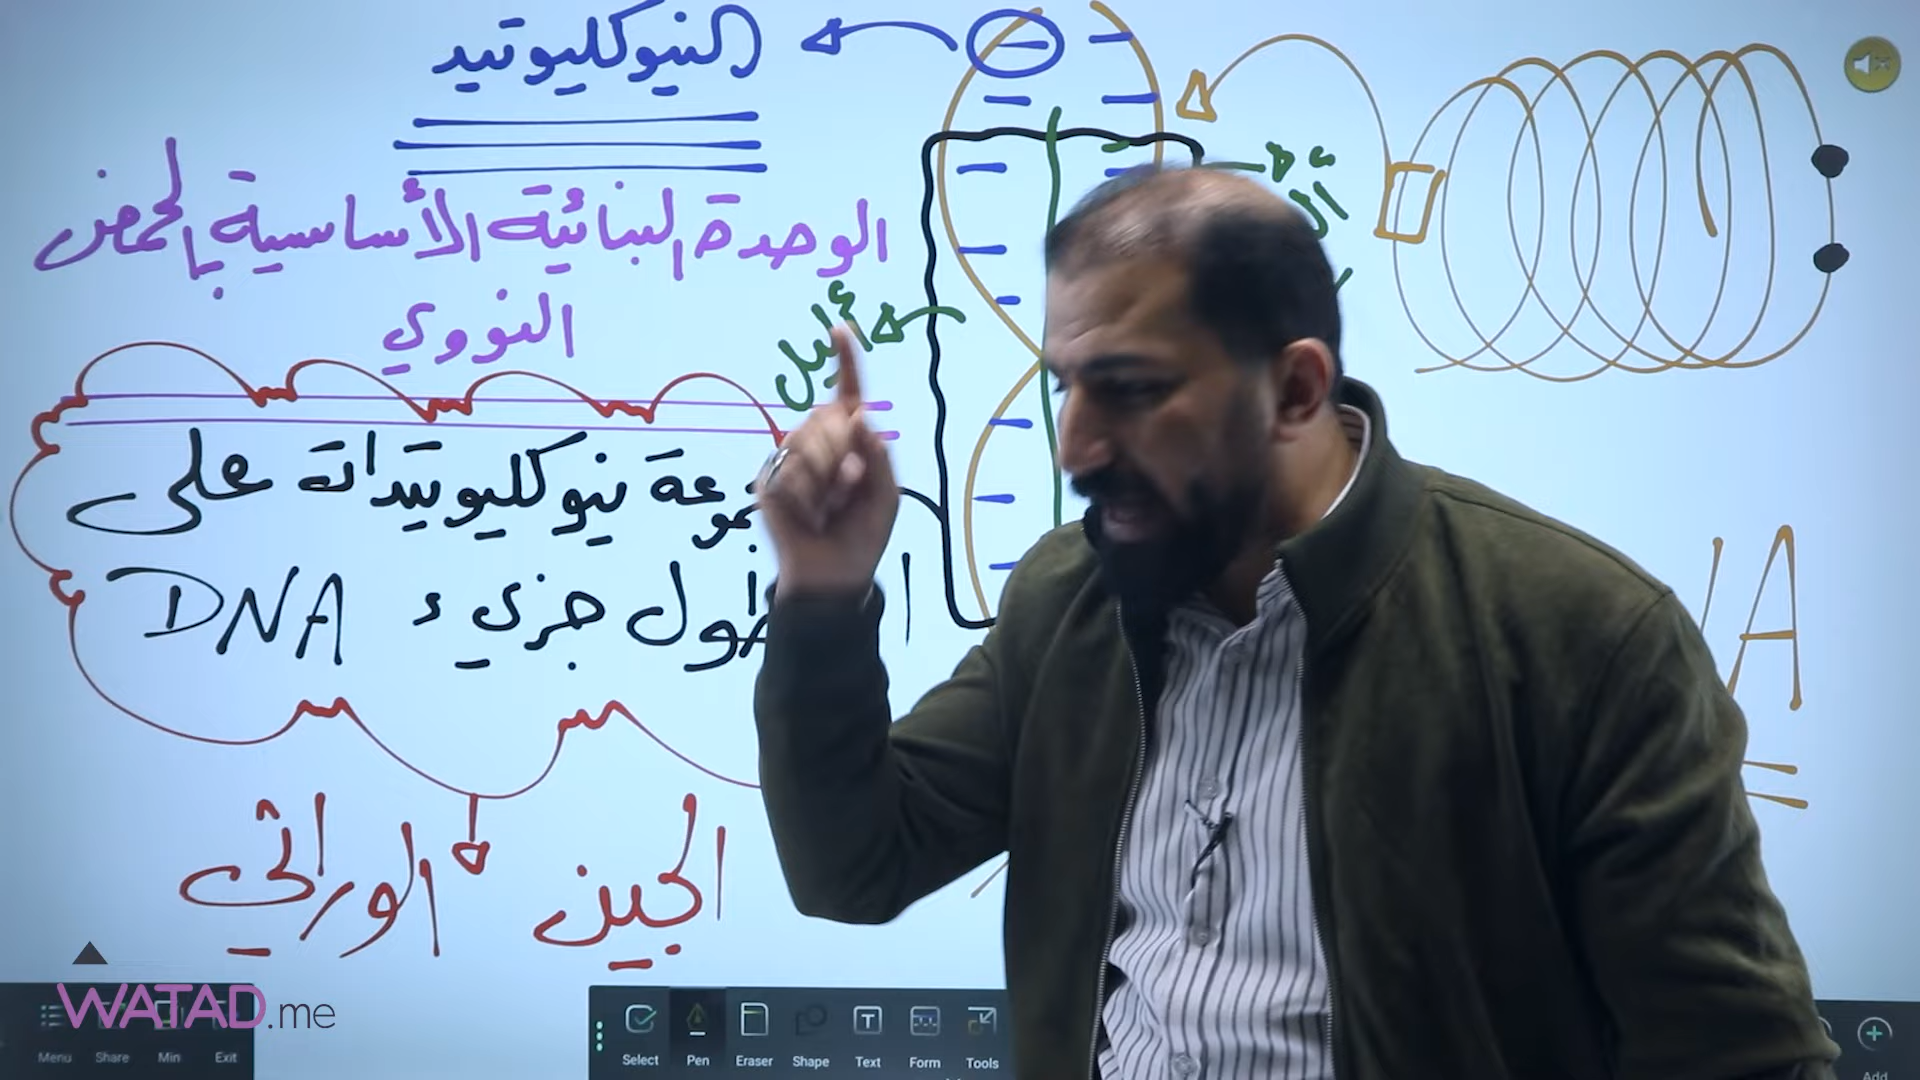 النيوكليوتيد
الوحدة البنائية الأساسية بالحمض
النووي
أليل
نيوكليوتيدات على
طول جزيء DNA
الجين الوراثي
WATAD.me
Menu Share Min Exit
Select Pen Eraser Shape Text Form Tools
Add